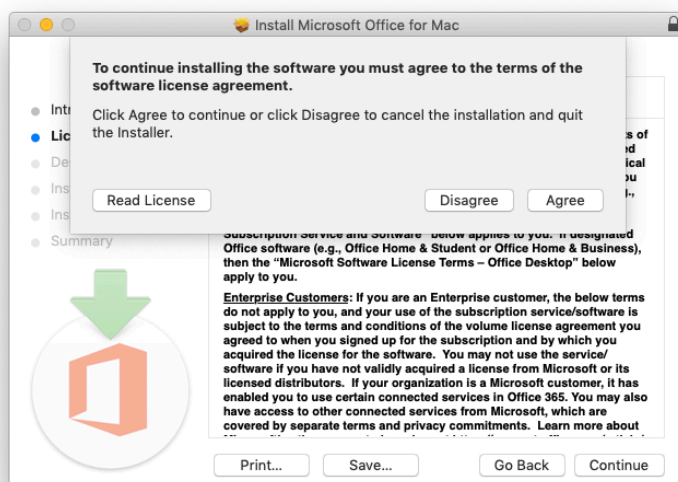 Install Microsoft Office for Mac
To continue installing the software you must agree to the terms of the
software license agreement.
Click Agree to continue or click Disagree to cancel the installation and quit
the Installer.
Read License
Disagree
Agree
Summary
Subscription Service and Software" below applies to you. If designated
Office software (e.g., Office Home & Student or Office Home & Business),
then the “Microsoft Software License Terms – Office Desktop” below
apply to you.
Enterprise Customers: If you are an Enterprise customer, the below terms
do not apply to you, and your use of the subscription service/software is
subject to the terms and conditions of the volume license agreement you
agreed to when you signed up for the subscription and by which you
acquired the license for the software. You may not use the service/
software if you have not validly acquired a license from Microsoft or its
licensed distributors. If your organization is a Microsoft customer, it has
enabled you to use certain connected services in Office 365. You may also
have access to other connected services from Microsoft, which are
covered by separate terms and privacy commitments. Learn more about
Print...
Save...
Go Back
Continue